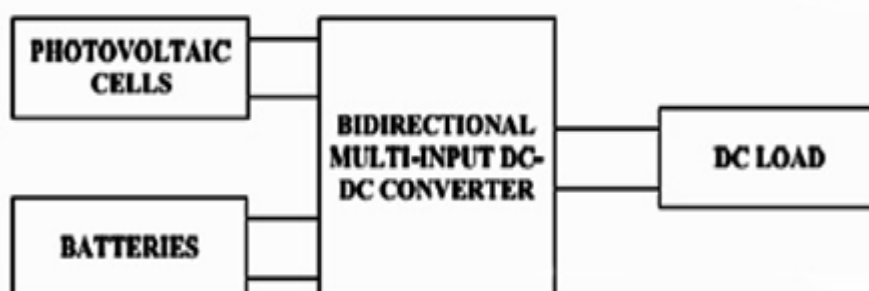 PHOTOVOLTAIC
CELLS
BIDIRECTIONAL
MULTI-INPUT DC-
DC CONVERTER
DC LOAD
BATTERIES